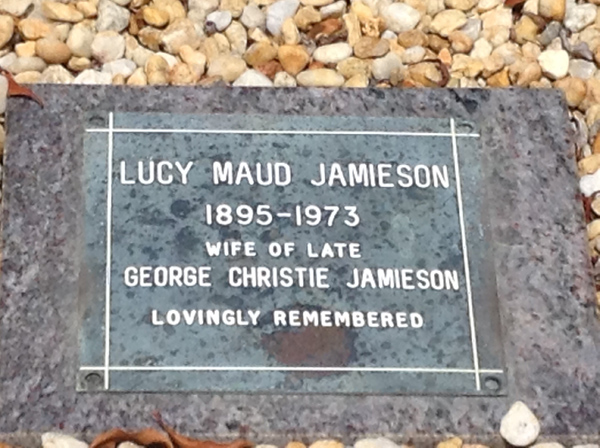 LUCY MAUD JAMIESON
1895-1973
WIFE OF LATE
GEORGE CHRISTIE JAMIESON
LOVINGLY REMEMBERED